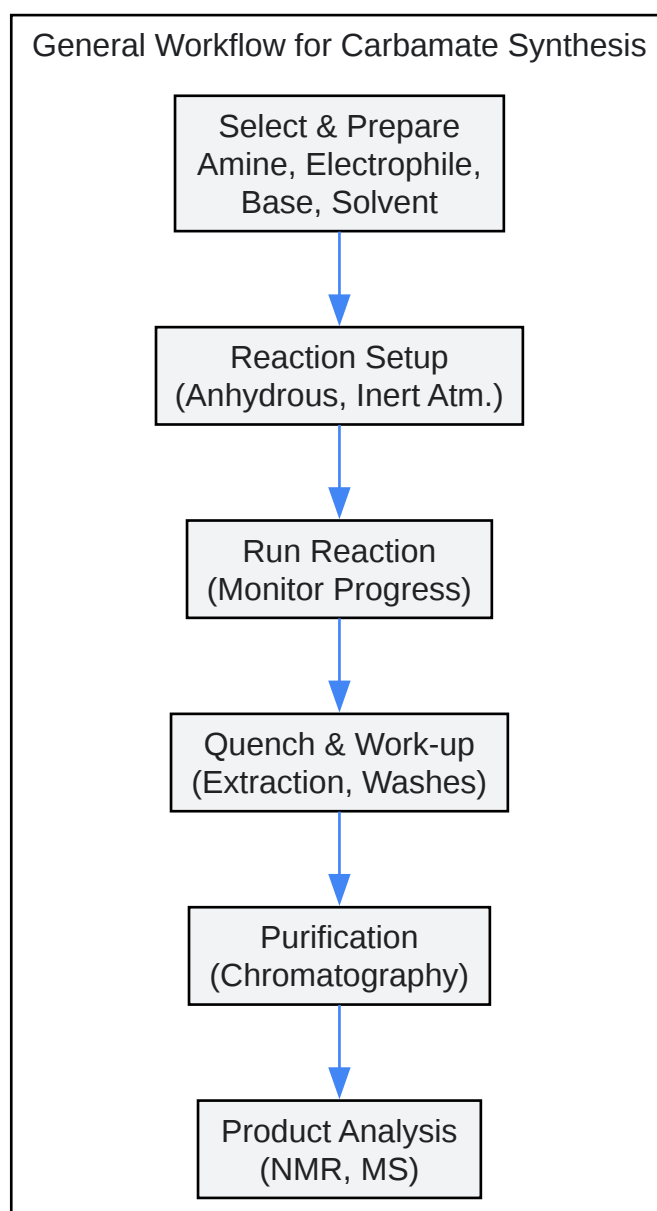 General Workflow for Carbamate Synthesis
Select & Prepare
Amine, Electrophile,
Base, Solvent
Reaction Setup
(Anhydrous, Inert Atm.)
Run Reaction
(Monitor Progress)
Quench & Work-up
(Extraction, Washes)
Purification
(Chromatography)
Product Analysis
(NMR, MS)